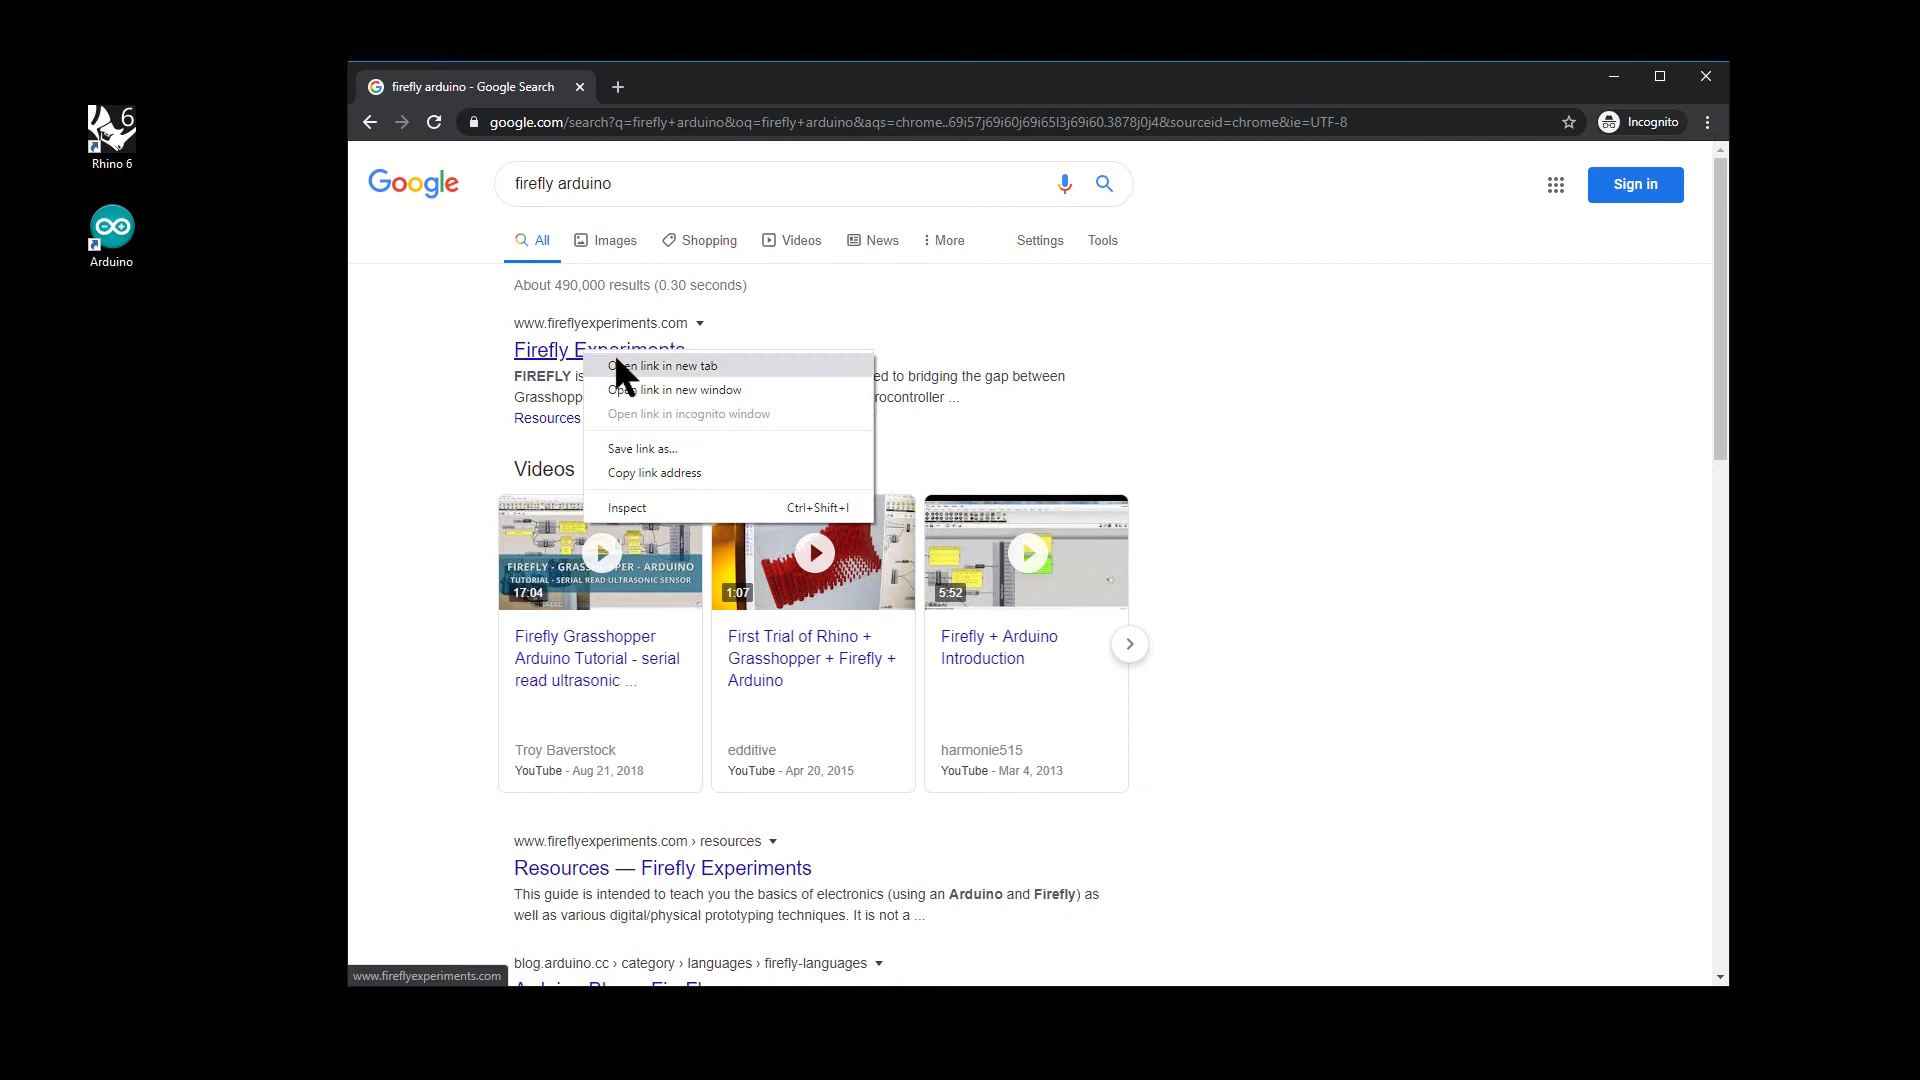 6
Rhino 6
Arduino
firefly arduino - Google Search
google.com/search?q=firefly+arduino&oq=firefly+arduino&aqs=chrome..69i57j69i60j69i65l3j69i60.3878j0j4&sourceid=chrome&ie=UTF-8
Incognito
Google
firefly arduino
Sign in
All
Images
Shopping
Videos
News
More
Settings
Tools
About 490,000 results (0.30 seconds)
www.fireflyexperiments.com
Firefly Experiments
FIREFLY is
ed to bridging the gap between
Grasshopp
rocontroller ...
Resources
Open link in new tab
Open link in new window
Open link in incognito window
Save link as...
Copy link address
Inspect
Ctrl+Shift+I
Videos
FIREFLY - GRASSHOPPER - ARDUINO
TUTORIAL - SERIAL READ ULTRASONIC SENSOR
17:04
1:07
5:52
Firefly Grasshopper
Arduino Tutorial - serial
read ultrasonic ...
Troy Baverstock
YouTube - Aug 21, 2018
First Trial of Rhino +
Grasshopper + Firefly +
Arduino
edditive
YouTube - Apr 20, 2015
Firefly + Arduino
Introduction
harmonie515
YouTube - Mar 4, 2013
www.fireflyexperiments.com › resources
Resources — Firefly Experiments
This guide is intended to teach you the basics of electronics (using an Arduino and Firefly) as
well as various digital/physical prototyping techniques. It is not a ...
blog.arduino.cc › category › languages › firefly-languages
www.fireflyexperiments.com